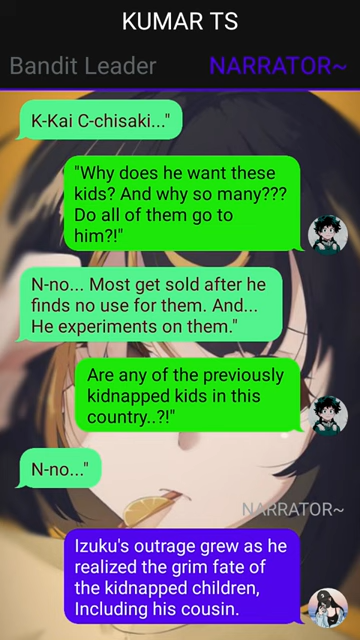 KUMAR TS
Bandit Leader
NARRATOR~
K-Kai C-chisaki..."
"Why does he want these
kids? And why so many???
Do all of them go to
him?!"
N-no... Most get sold after he
finds no use for them. And...
He experiments on them."
Are any of the previously
kidnapped kids in this
country..?!"
N-no..."
NARRATOR~
Izuku's outrage grew as he
realized the grim fate of
the kidnapped children,
Including his cousin.